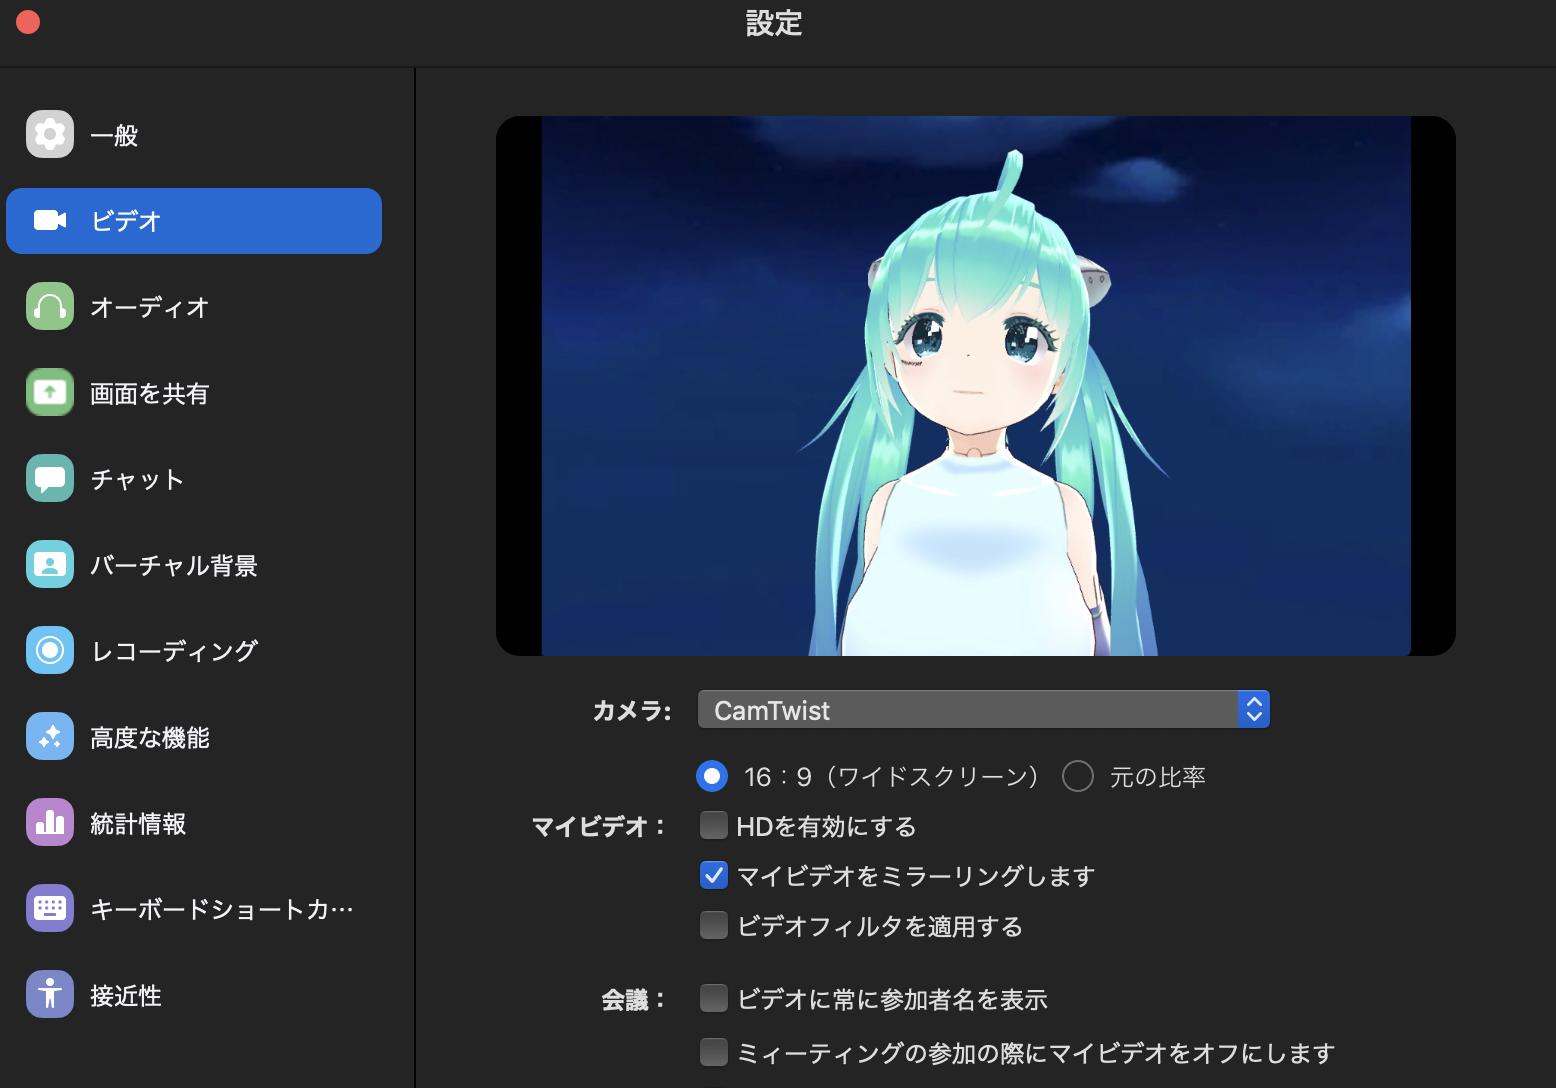 設定
一般
ビデオ
オーディオ
画面を共有
チャット
バーチャル背景
レコーディング
高度な機能
統計情報
キーボードショートカ…
接近性
カメラ: CamTwist
16：9（ワイドスクリーン） 元の比率
マイビデオ： HDを有効にする
マイビデオをミラーリングします
ビデオフィルタを適用する
会議： ビデオに常に参加者名を表示
ミィーティングの参加の際にマイビデオをオフにします